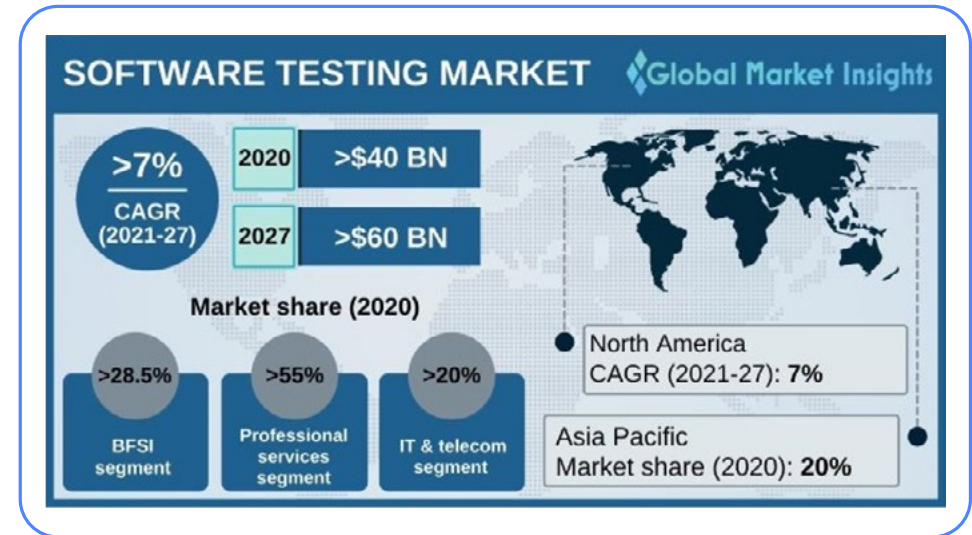 SOFTWARE TESTING MARKET
Global Market Insights
>7%
CAGR
(2021-27)
2020
>$40 BN
2027
>$60 BN
Market share (2020)
>28.5%
BFSI
segment
>55%
Professional
services
segment
>20%
IT & telecom
segment
North America
CAGR (2021-27): 7%
Asia Pacific
Market share (2020): 20%